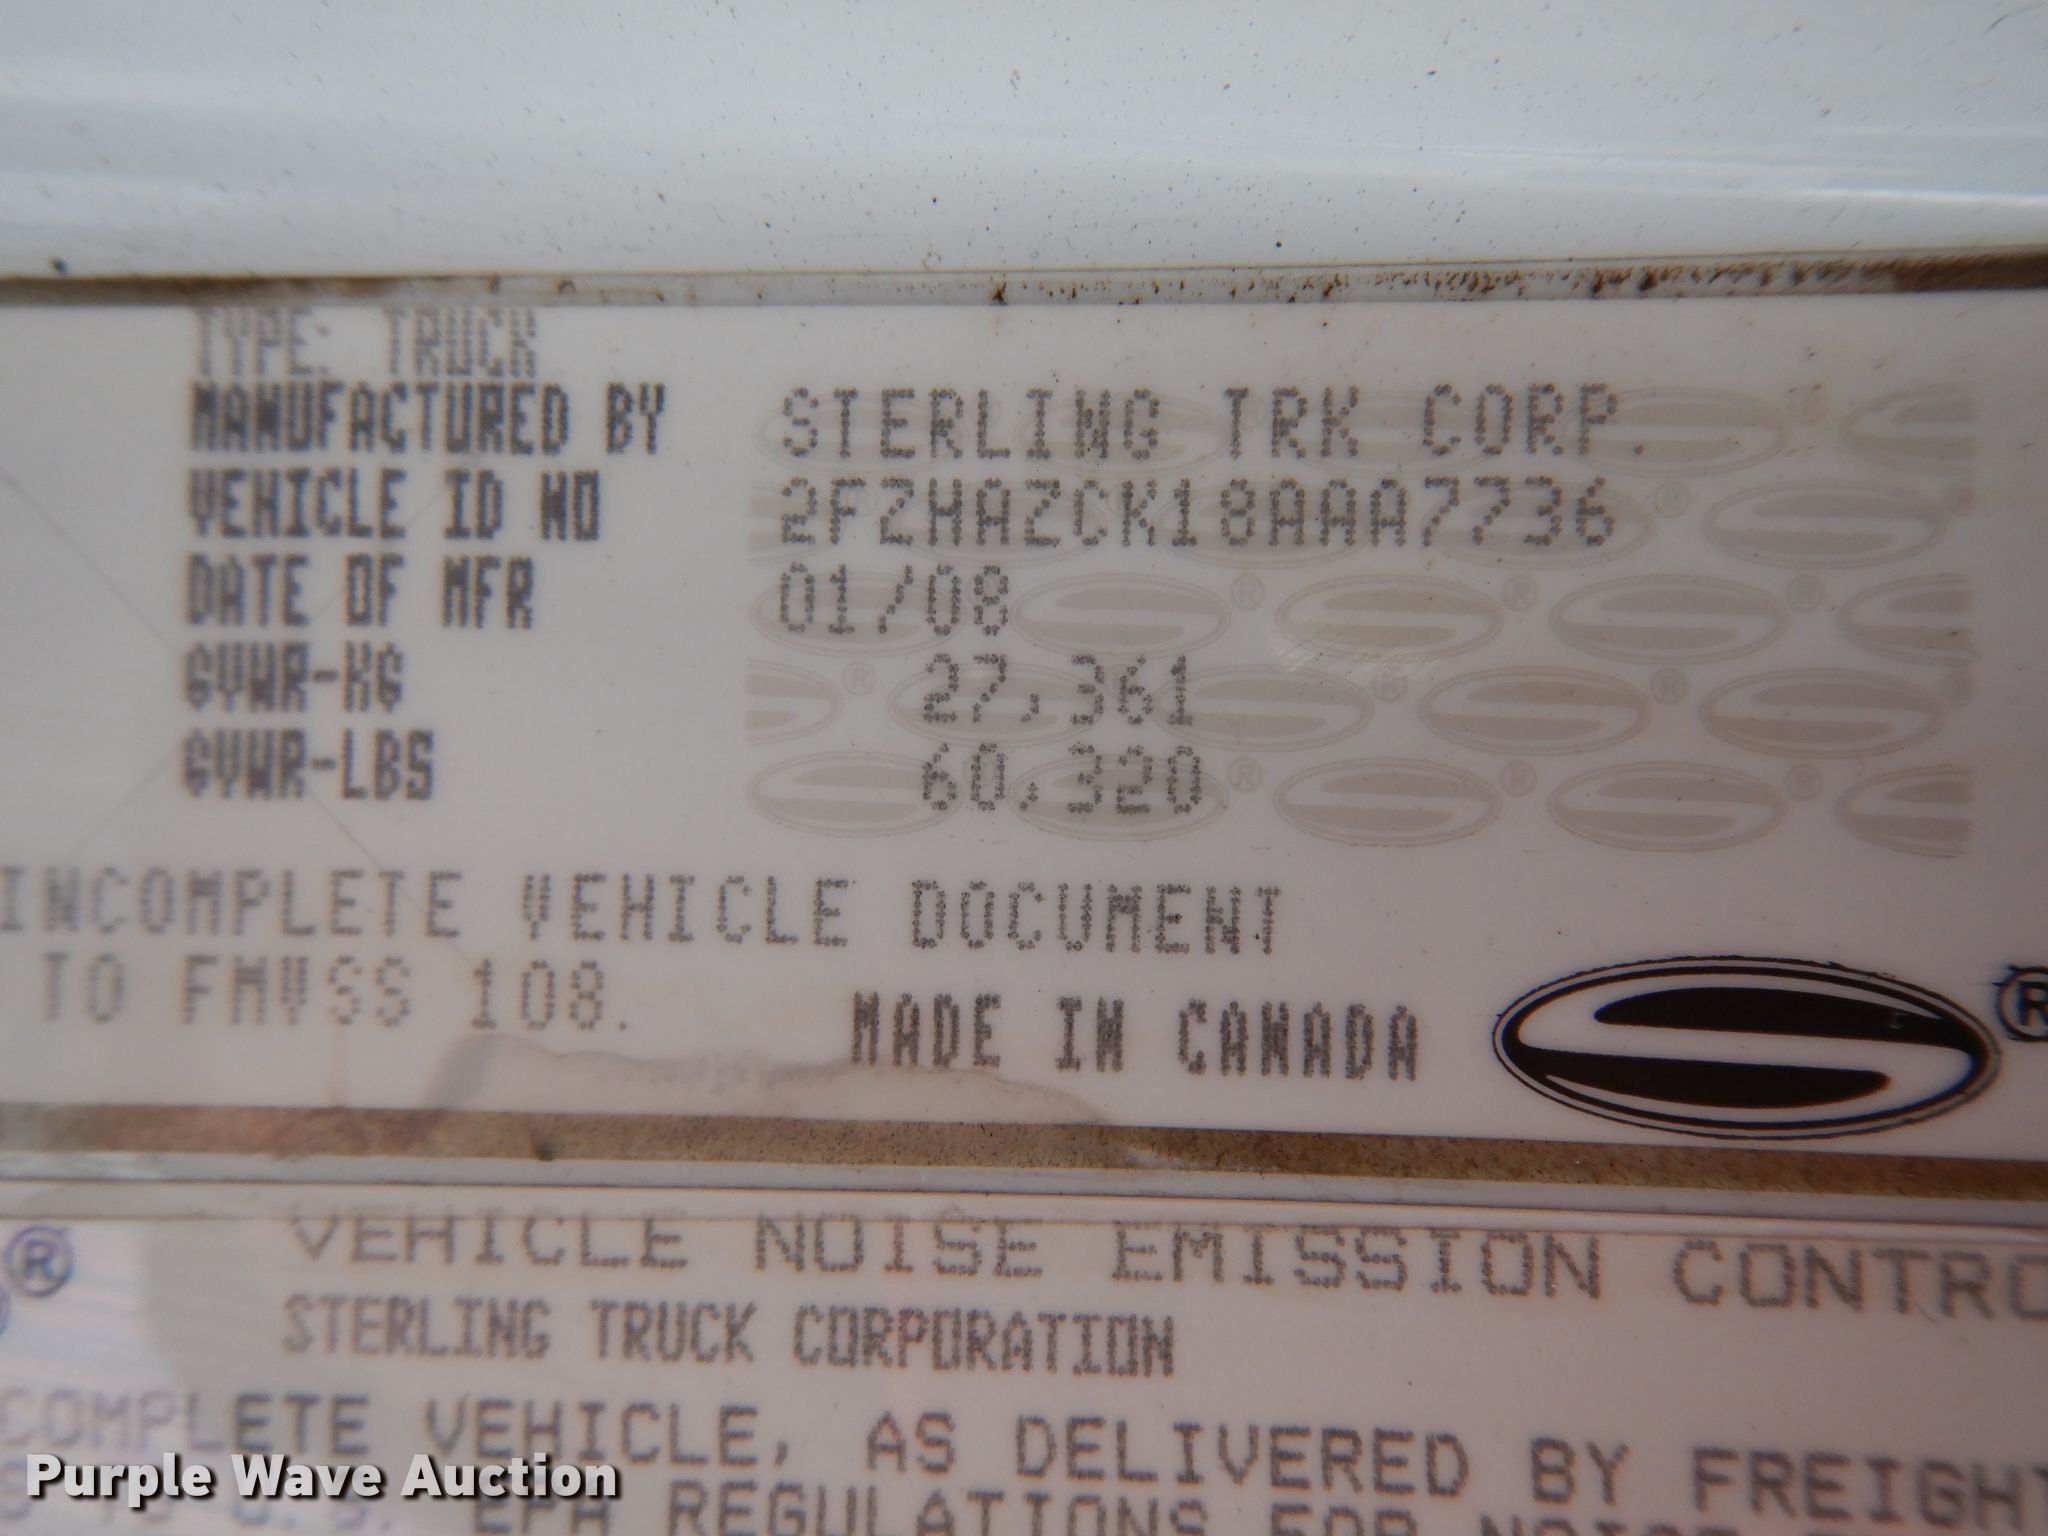 TYPE: TRUCK
MANUFACTURED BY STERLING TRK CORP.
VEHICLE ID NO 2FZHAZCK18AAA7736
DATE OF MFR 01/08
GVWR-KG 27,361
GVWR-LBS 60,320
INCOMPLETE VEHICLE DOCUMENT
TO FMVSS 108.
MADE IN CANADA
®
®
VEHICLE NOISE EMISSION CONTRO
STERLING TRUCK CORPORATION
COMPLETE VEHICLE, AS DELIVERED BY FREIGHT
U.S. EPA REGULATIONS FOR NOISE
Purple Wave Auction